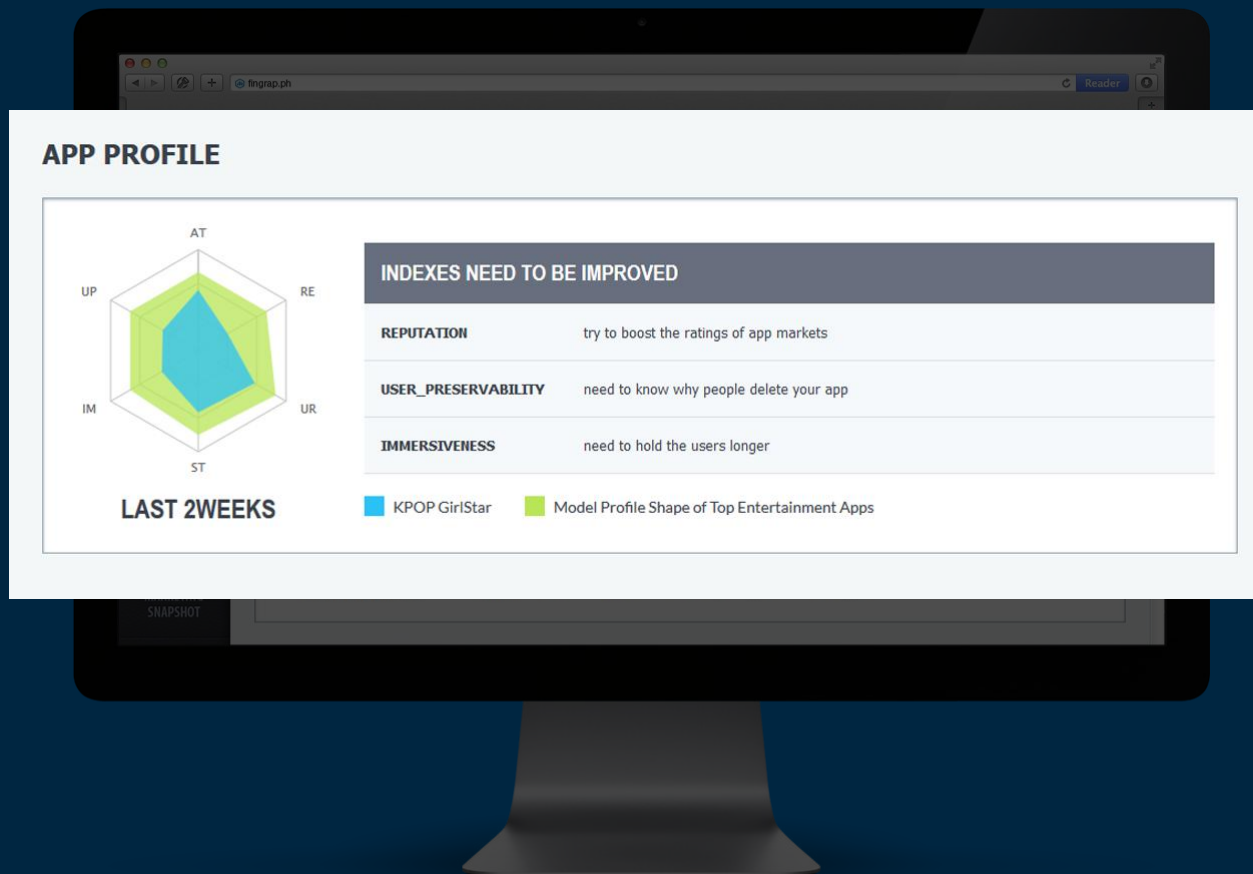 fingrap.ph
Reader
APP PROFILE
AT
UP
RE
IM
UR
ST
LAST 2WEEKS
INDEXES NEED TO BE IMPROVED
REPUTATION try to boost the ratings of app markets
USER_PRESERVABILITY need to know why people delete your app
IMMERSIVENESS need to hold the users longer
KPOP GirlStar Model Profile Shape of Top Entertainment Apps
SNAPSHOT